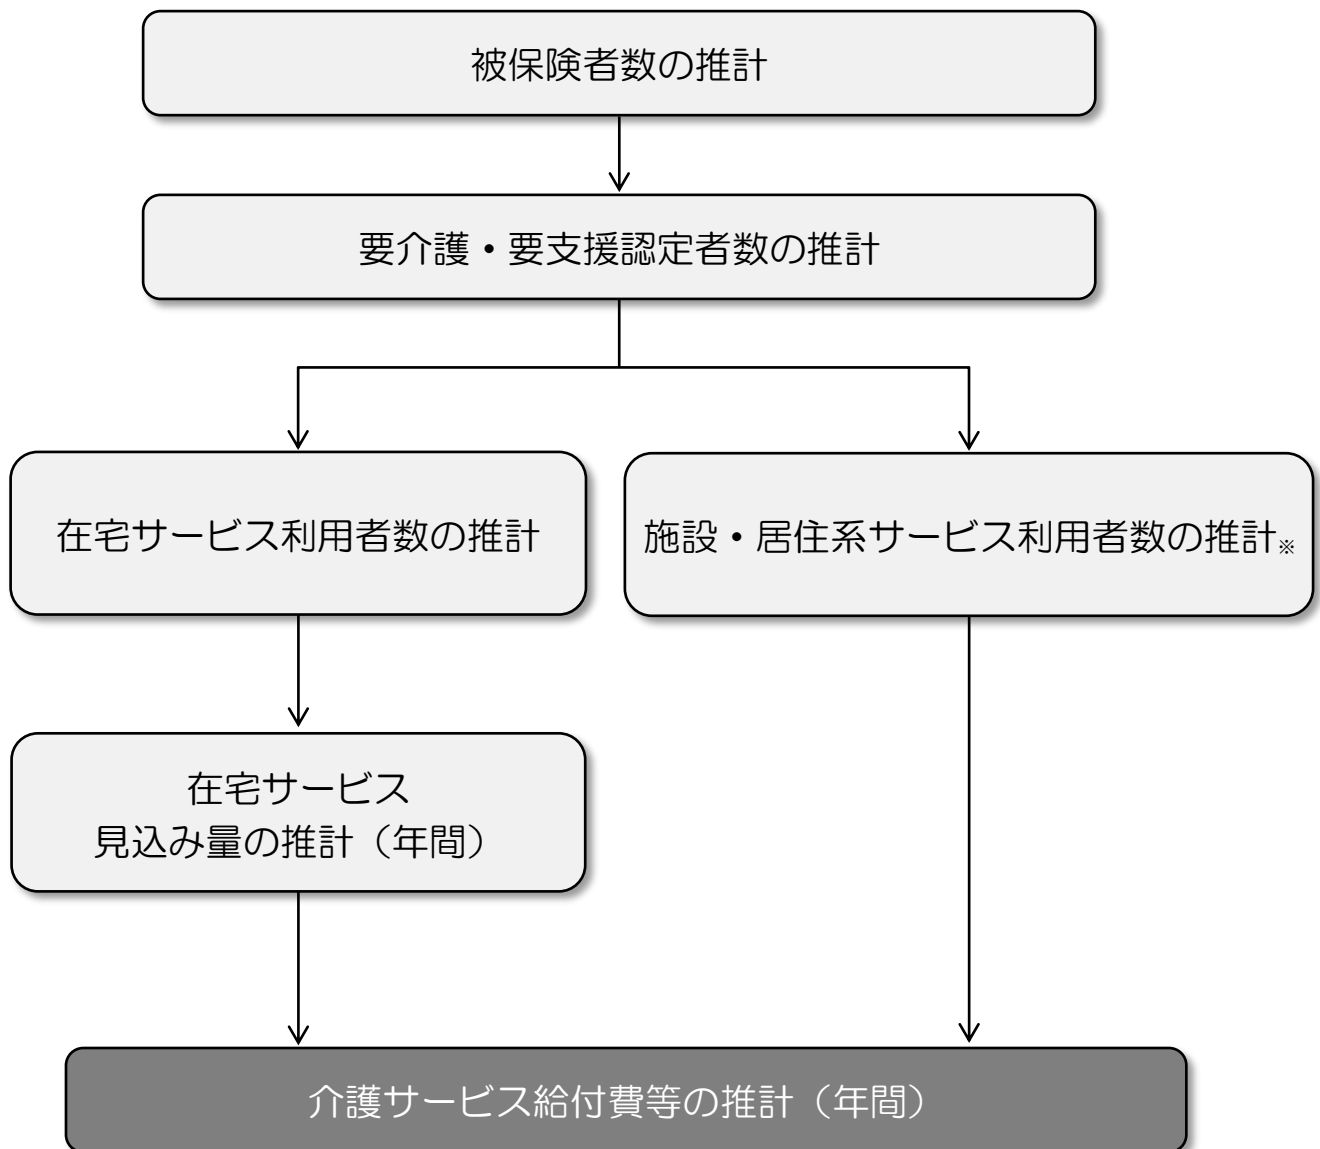 被保険者数の推計
要介護・要支援認定者数の推計
在宅サービス利用者数の推計
施設・居住系サービス利用者数の推計※
在宅サービス
見込み量の推計（年間）
介護サービス給付費等の推計（年間）